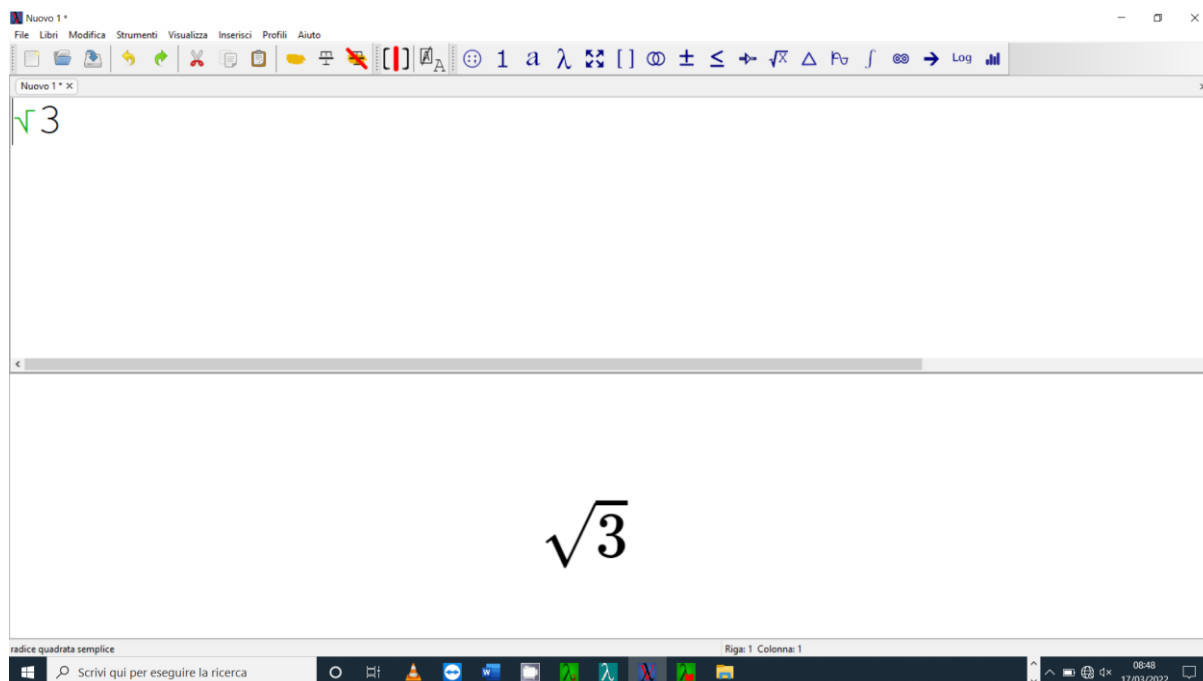 Nuovo 1 *
File Libri Modifica Strumenti Visualizza Inserisci Profili Aiuto
1 a λ [ ] ± ≤ √x △ ∫ → Log
Nuovo 1 * ×
√ 3
√3
radice quadrata semplice
Riga: 1 Colonna: 1
Scrivi qui per eseguire la ricerca
08:48
17/03/2022